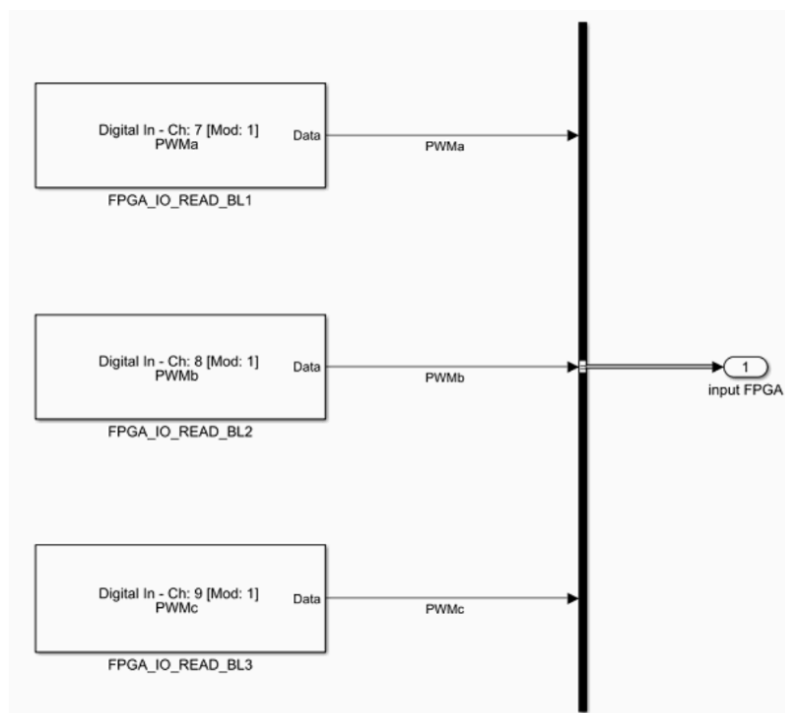 Digital In - Ch: 7 [Mod: 1]
PWMa
Data
PWMa
FPGA_IO_READ_BL1
Digital In - Ch: 8 [Mod: 1]
PWMb
Data
PWMb
FPGA_IO_READ_BL2
1
input FPGA
Digital In - Ch: 9 [Mod: 1]
PWMc
Data
PWMc
FPGA_IO_READ_BL3